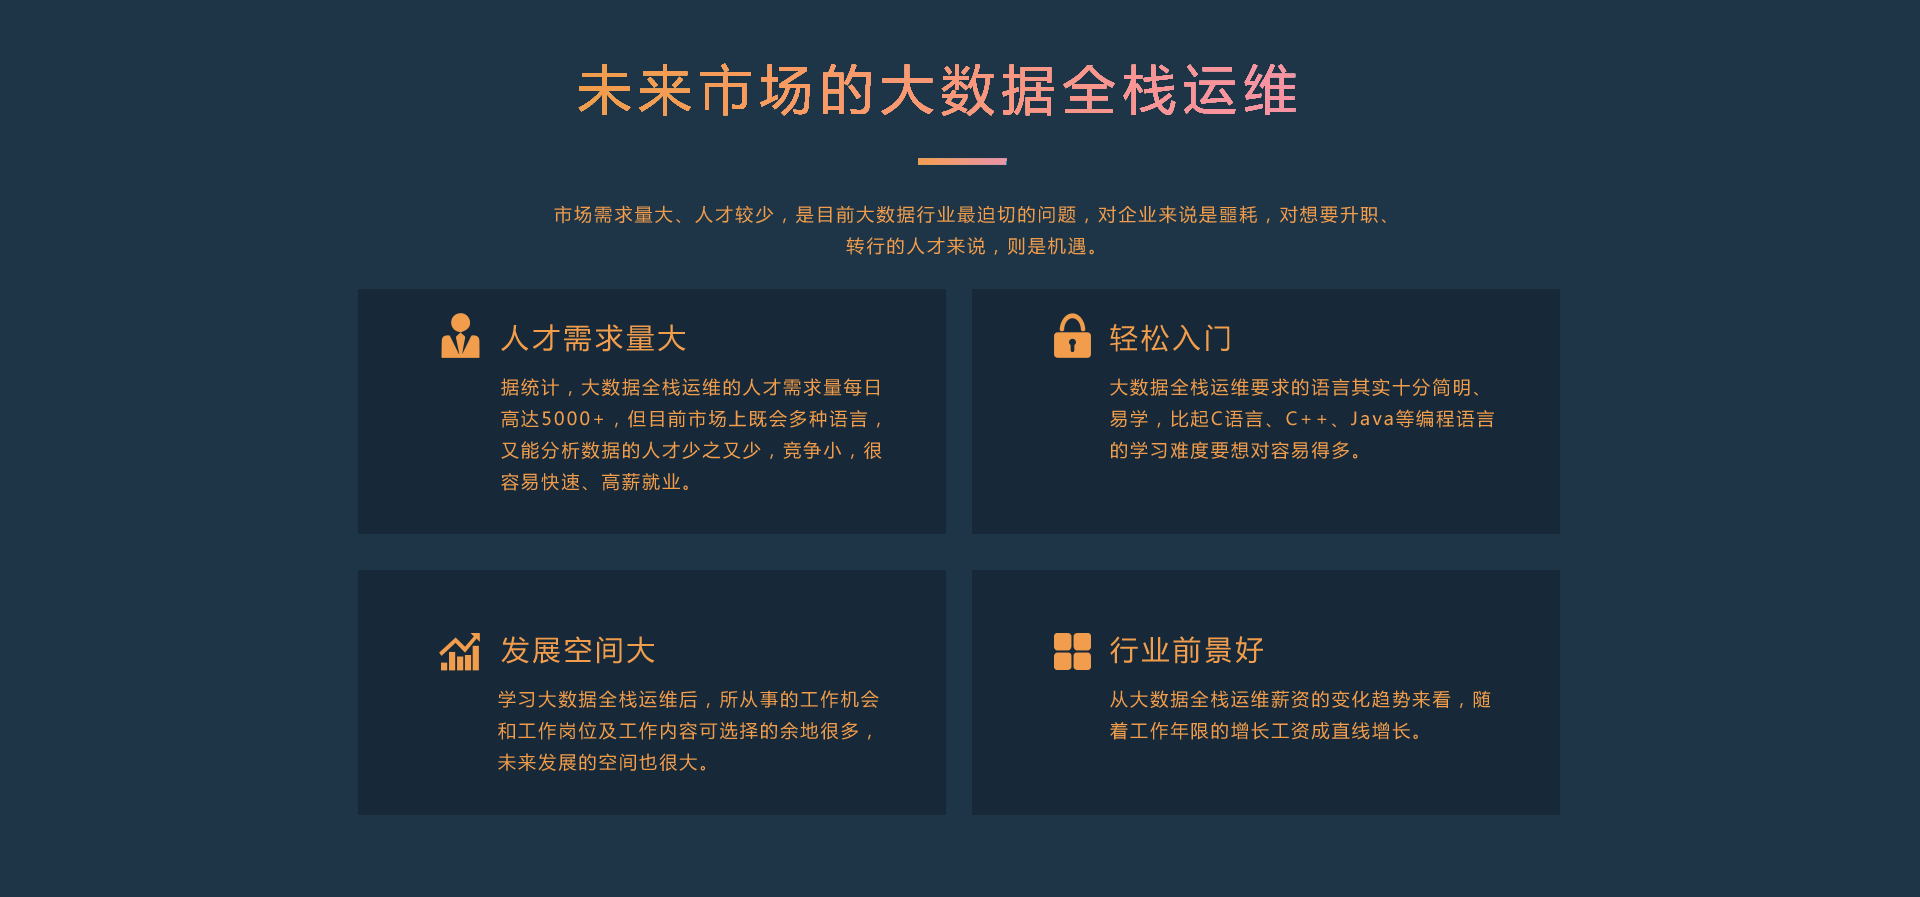 未来市场的大数据全栈运维
市场需求量大、人才较少，是目前大数据行业最迫切的问题，对企业来说是噩耗，对想要升职、
转行的人才来说，则是机遇。
人才需求量大
据统计，大数据全栈运维的人才需求量每日
高达5000+，但目前市场上既会多种语言，
又能分析数据的人才少之又少，竞争小，很
容易快速、高薪就业。
轻松入门
大数据全栈运维要求的语言其实十分简明、
易学，比起C语言、C++、Java等编程语言
的学习难度要想对容易得多。
发展空间大
学习大数据全栈运维后，所从事的工作机会
和工作岗位及工作内容可选择的余地很多，
未来发展的空间也很大。
行业前景好
从大数据全栈运维薪资的变化趋势来看，随
着工作年限的增长工资成直线增长。